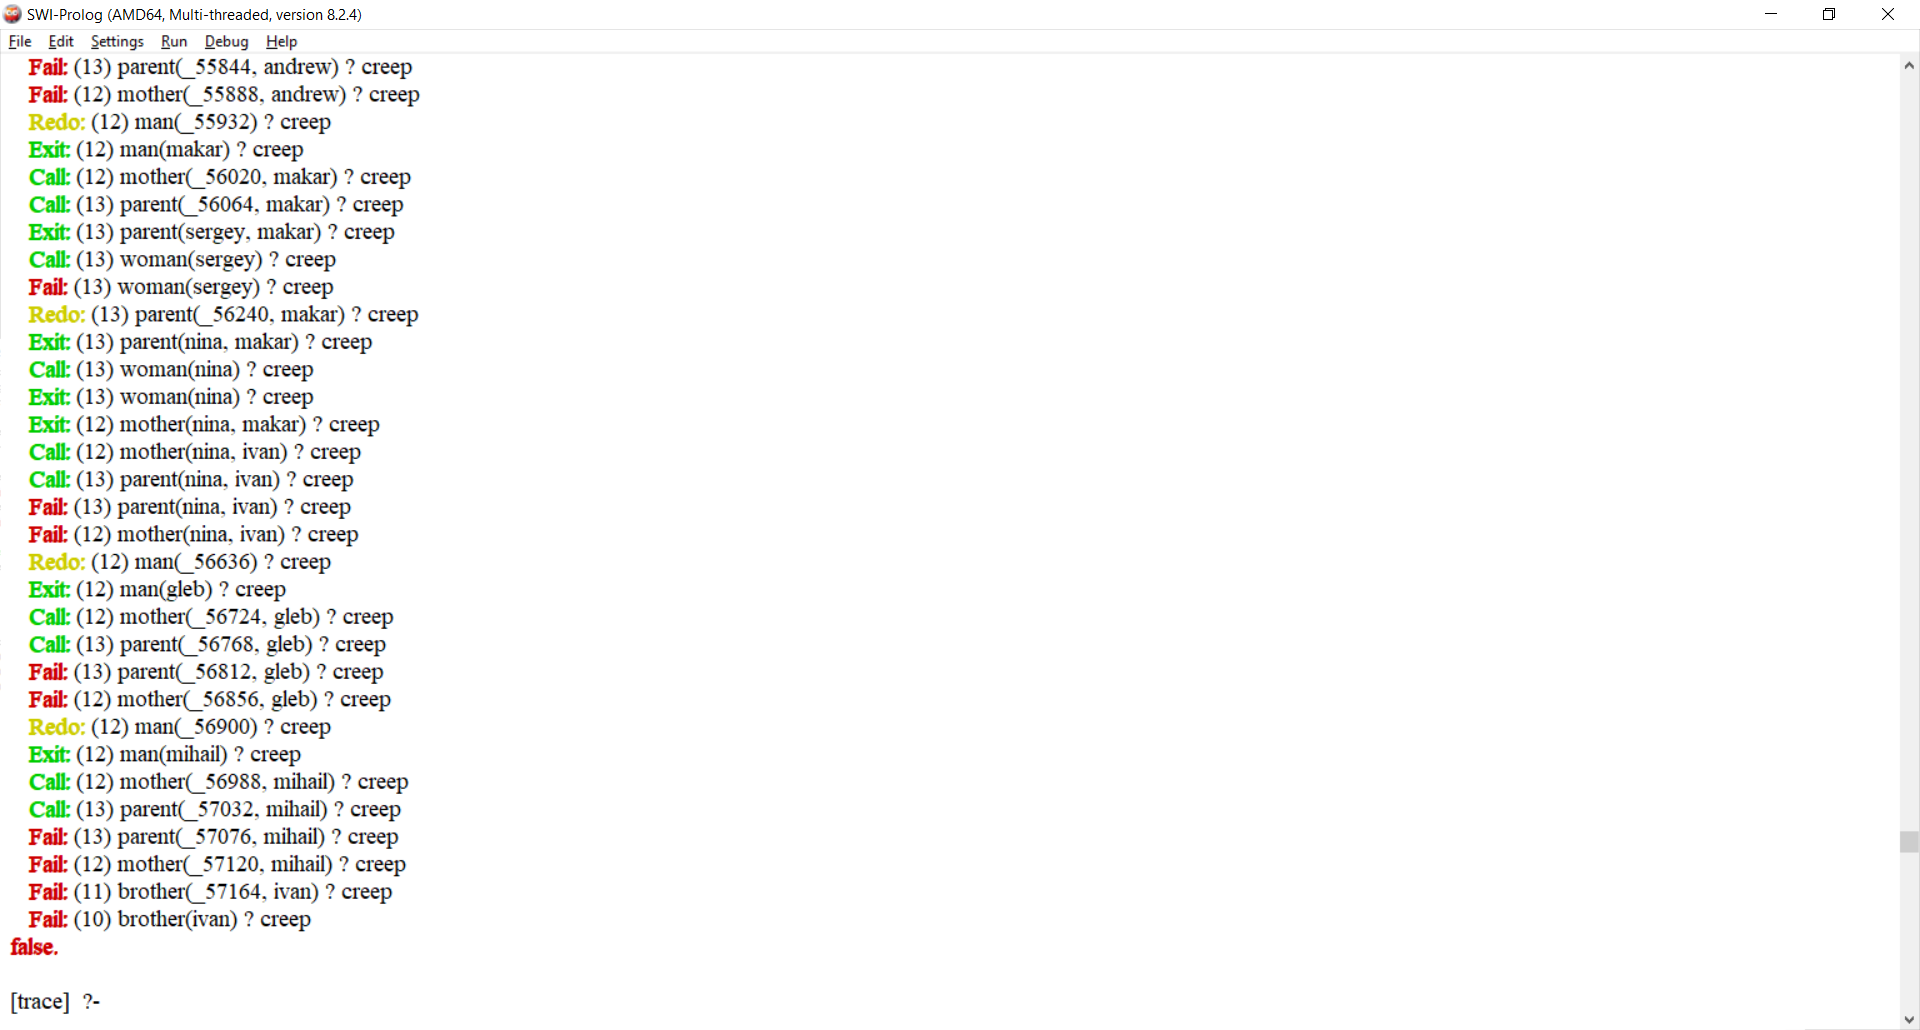 SWI-Prolog (AMD64, Multi-threaded, version 8.2.4)
File Edit Settings Run Debug Help
Fail: (13) parent(_55844, andrew) ? creep
Fail: (12) mother(_55888, andrew) ? creep
Redo: (12) man(_55932) ? creep
Exit: (12) man(makar) ? creep
Call: (12) mother(_56020, makar) ? creep
Call: (13) parent(_56064, makar) ? creep
Exit: (13) parent(sergey, makar) ? creep
Call: (13) woman(sergey) ? creep
Fail: (13) woman(sergey) ? creep
Redo: (13) parent(_56240, makar) ? creep
Exit: (13) parent(nina, makar) ? creep
Call: (13) woman(nina) ? creep
Exit: (13) woman(nina) ? creep
Exit: (12) mother(nina, makar) ? creep
Call: (12) mother(nina, ivan) ? creep
Call: (13) parent(nina, ivan) ? creep
Fail: (13) parent(nina, ivan) ? creep
Fail: (12) mother(nina, ivan) ? creep
Redo: (12) man(_56636) ? creep
Exit: (12) man(gleb) ? creep
Call: (12) mother(_56724, gleb) ? creep
Call: (13) parent(_56768, gleb) ? creep
Fail: (13) parent(_56812, gleb) ? creep
Fail: (12) mother(_56856, gleb) ? creep
Redo: (12) man(_56900) ? creep
Exit: (12) man(mihail) ? creep
Call: (12) mother(_56988, mihail) ? creep
Call: (13) parent(_57032, mihail) ? creep
Fail: (13) parent(_57076, mihail) ? creep
Fail: (12) mother(_57120, mihail) ? creep
Fail: (11) brother(_57164, ivan) ? creep
Fail: (10) brother(ivan) ? creep
false.
[trace] ?-